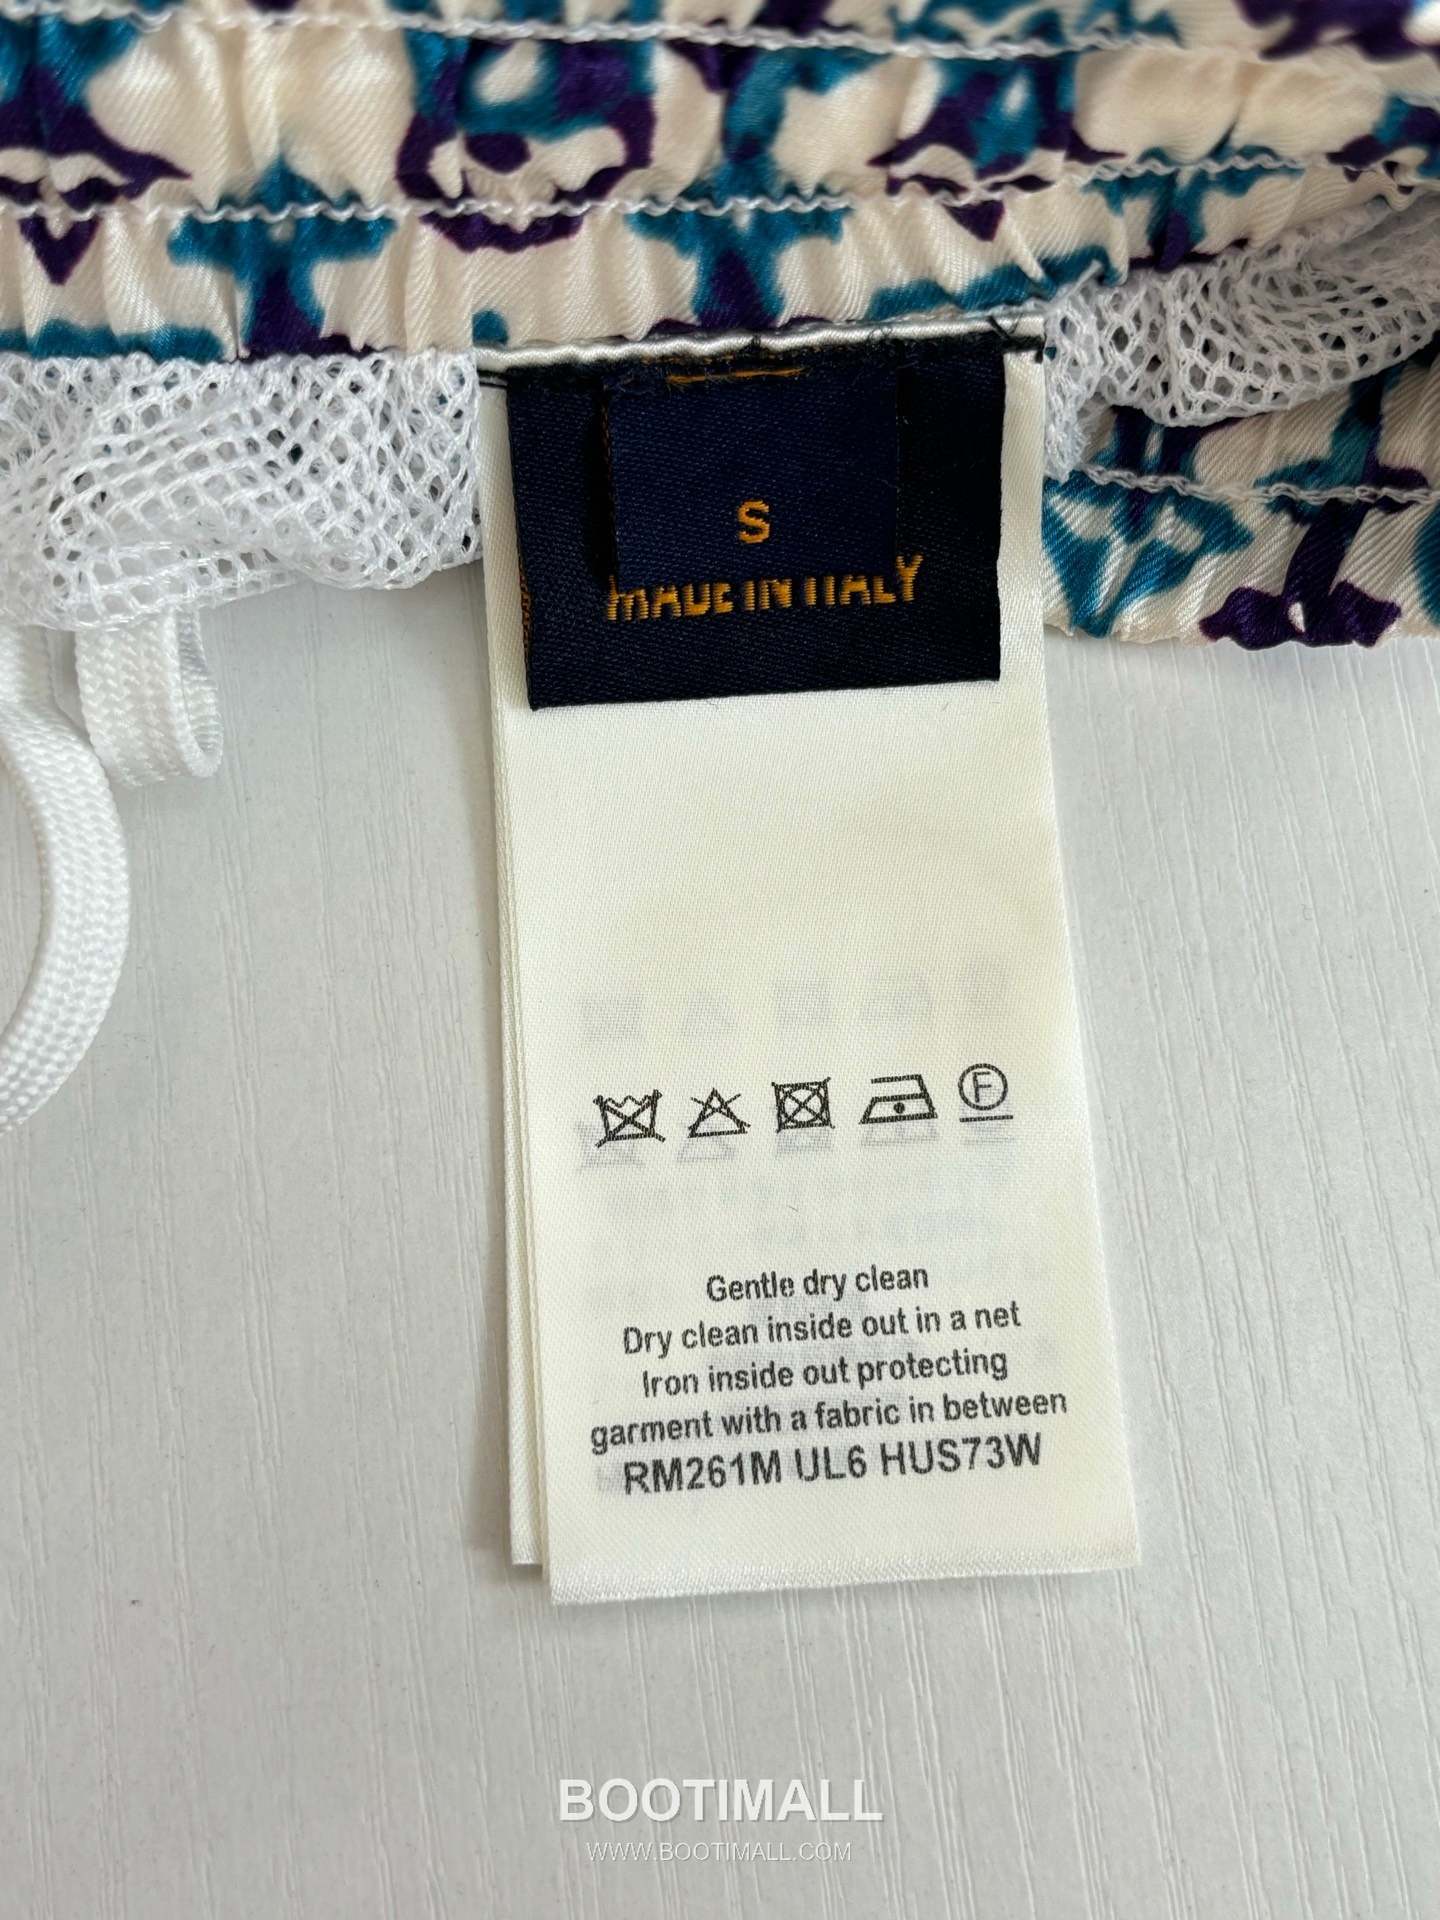 S
MADE IN ITALY
F
Gentle dry clean
Dry clean inside out in a net
Iron inside out protecting
garment with a fabric in between
RM261M UL6 HUS73W
BOOTIMALL
WWW.BOOTIMALL.COM